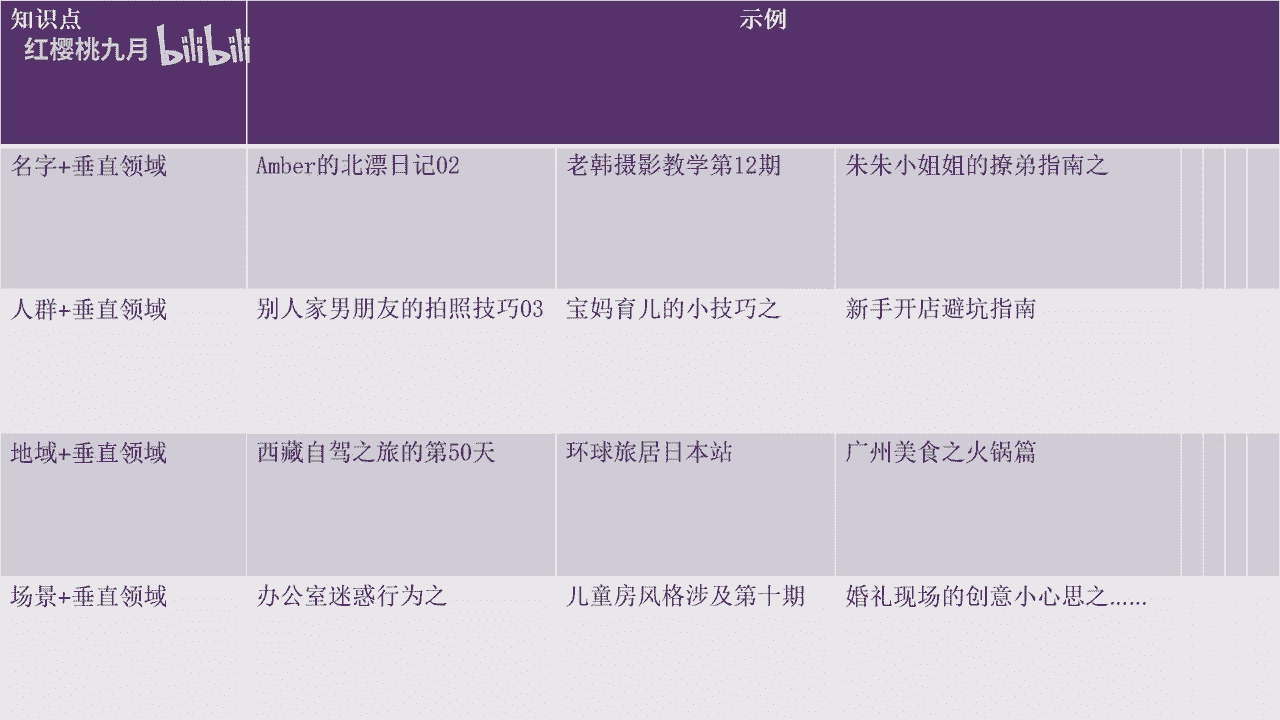 知识点
示例
红樱桃九月 bilibili
名字+垂直领域
Amber的北漂日记02
老韩摄影教学第12期
朱朱小姐姐的撩弟指南之
人群+垂直领域
别人家男朋友的拍照技巧03
宝妈育儿的小技巧之
新手开店避坑指南
地域+垂直领域
西藏自驾之旅的第50天
环球旅居日本站
广州美食之火锅篇
场景+垂直领域
办公室迷惑行为之
儿童房风格涉及第十期
婚礼现场的创意小心思之……